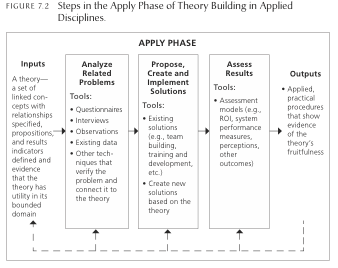 FIGURE 7.2 Steps in the Apply Phase of Theory Building in Applied
Disciplines.
APPLY PHASE
Inputs
A theory—
a set of
linked con-
cepts with
relationships
specified,
propositions,
and results
indicators
defined and
evidence
that the
theory has
utility in its
bounded
domain
Analyze
Related
Problems
Tools:
• Questionnaires
• Interviews
• Observations
• Existing data
• Other tech-
niques that
verify the
problem and
connect it to
the theory
Propose,
Create and
Implement
Solutions
Tools:
• Existing
solutions
(e.g., team
building,
training and
development,
etc.)
• Create new
solutions
based on the
theory
Assess
Results
Tools:
• Assessment
models (e.g.,
ROI, system
performance
measures,
perceptions,
other
outcomes)
Outputs
• Applied,
practical
procedures
that show
evidence
of the
theory's
fruitfulness